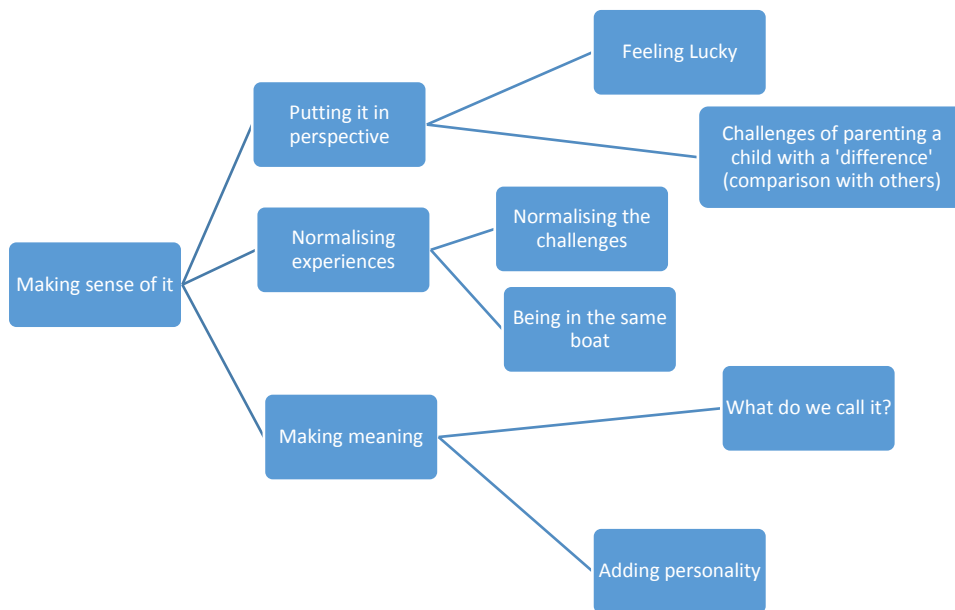 Feeling Lucky
Putting it in
perspective
Challenges of parenting a
child with a 'difference'
(comparison with others)
Normalising the
challenges
Normalising
experiences
Making sense of it
Being in the same
boat
What do we call it?
Making meaning
Adding personality